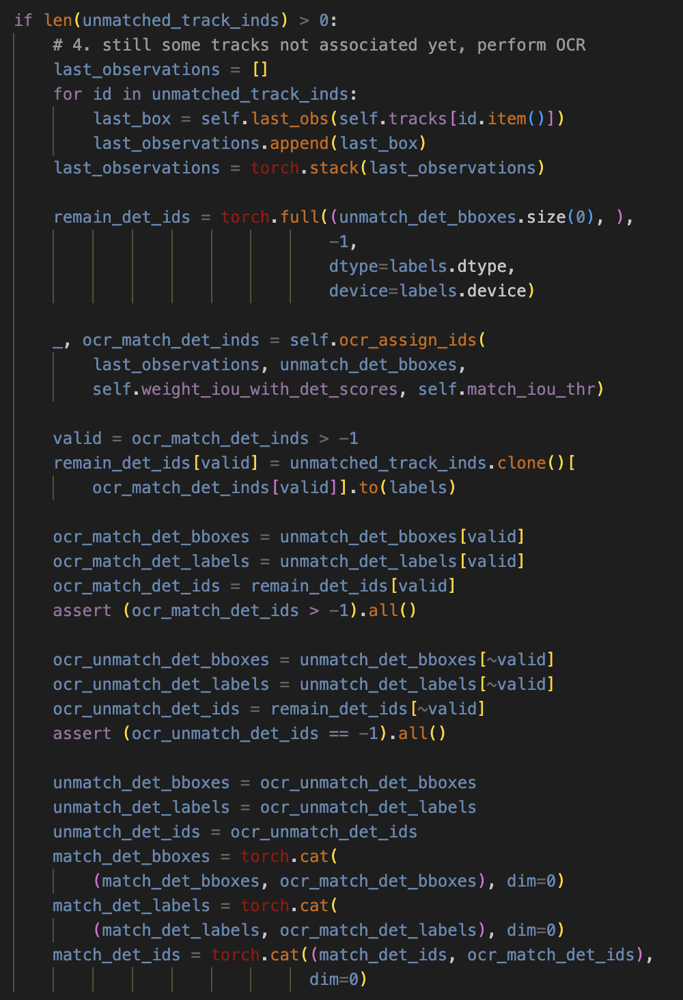 if len(unmatched_track_inds) > 0:
    # 4. still some tracks not associated yet, perform OCR
    last_observations = []
    for id in unmatched_track_inds:
        last_box = self.last_obs(self.tracks[id.item()])
        last_observations.append(last_box)
    last_observations = torch.stack(last_observations)

    remain_det_ids = torch.full((unmatch_det_bboxes.size(0), ),
                                -1,
                                dtype=labels.dtype,
                                device=labels.device)

    _, ocr_match_det_inds = self.ocr_assign_ids(
        last_observations, unmatch_det_bboxes,
        self.weight_iou_with_det_scores, self.match_iou_thr)

    valid = ocr_match_det_inds > -1
    remain_det_ids[valid] = unmatched_track_inds.clone()[
        ocr_match_det_inds[valid]].to(labels)

    ocr_match_det_bboxes = unmatch_det_bboxes[valid]
    ocr_match_det_labels = unmatch_det_labels[valid]
    ocr_match_det_ids = remain_det_ids[valid]
    assert (ocr_match_det_ids > -1).all()

    ocr_unmatch_det_bboxes = unmatch_det_bboxes[~valid]
    ocr_unmatch_det_labels = unmatch_det_labels[~valid]
    ocr_unmatch_det_ids = remain_det_ids[~valid]
    assert (ocr_unmatch_det_ids == -1).all()

    unmatch_det_bboxes = ocr_unmatch_det_bboxes
    unmatch_det_labels = ocr_unmatch_det_labels
    unmatch_det_ids = ocr_unmatch_det_ids
    match_det_bboxes = torch.cat(
        (match_det_bboxes, ocr_match_det_bboxes), dim=0)
    match_det_labels = torch.cat(
        (match_det_labels, ocr_match_det_labels), dim=0)
    match_det_ids = torch.cat((match_det_ids, ocr_match_det_ids),
                              dim=0)